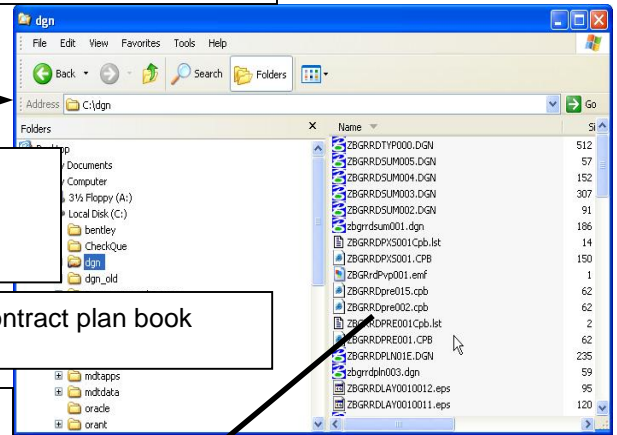 dgn
File Edit View Favorites Tools Help
Back Search Folders
Address C:\dgn Go
Folders X
Documents
Computer
3½ Floppy (A:)
Local Disk (C:)
bentley
CheckQue
dgn
dgn_old
ontract plan book
mdtapps
mdtdata
oracle
orant
Name Si
ZBGRRDTYP000.DGN 512
ZBGRRDSUM005.DGN 57
ZBGRRDSUM004.DGN 152
ZBGRRDSUM003.DGN 307
ZBGRRDSUM002.DGN 91
zbgrrdsum001.dgn 186
ZBGRRDPXS001Cpb.lst 14
ZBGRRDPXS001.CPB 150
ZBGRrdPvp001.emf 1
ZBGRRDpre015.cpb 62
ZBGRRDpre002.cpb 62
ZBGRRDPRE001Cpb.lst 2
ZBGRRDPRE001.CPB 62
ZBGRRDPLN01E.DGN 235
zbgrrdpln003.dgn 59
ZBGRRDLAY0010012.eps 95
ZBGRRDLAY0010011.eps 120